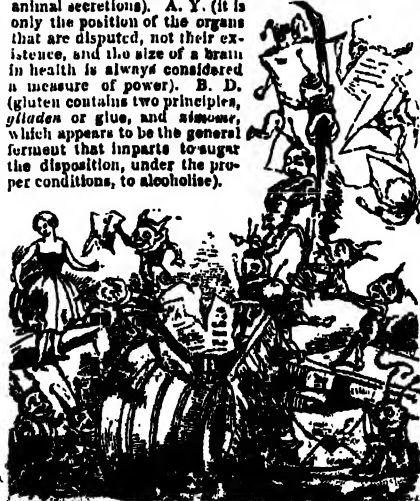 animal secretions). A. Y. (it is
only the position of the organs
that are disputed, not their ex-
istence, and the size of a brain
in health is always considered
a measure of power). B. D.
(gluten contains two principles,
gliaden or glue, and zimome,
which appears to be the general
ferment that imparts to sugar
the disposition, under the pro-
per conditions, to alcoholise).